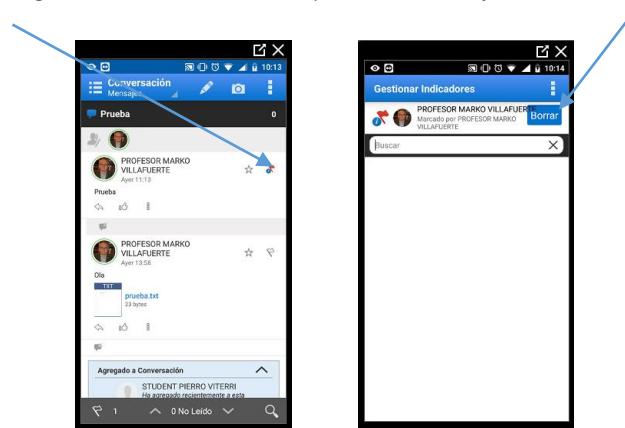 10:13
Conversación
Mensajes
Prueba 0
PROFESOR MARKO
VILLAFUERTE
Ayer 11:13
Prueba
PROFESOR MARKO
VILLAFUERTE
Ayer 13:58
Ola
TXT
prueba.txt
23 bytes
Agregado a Conversación
STUDENT PIERRO VITERRI
Ha agregado recientemente a esta
1 0 No Leído
10:14
Gestionar Indicadores
PROFESOR MARKO VILLAFUERTE
Marcado por PROFESOR MARKO
VILLAFUERTE
Borrar
Buscar